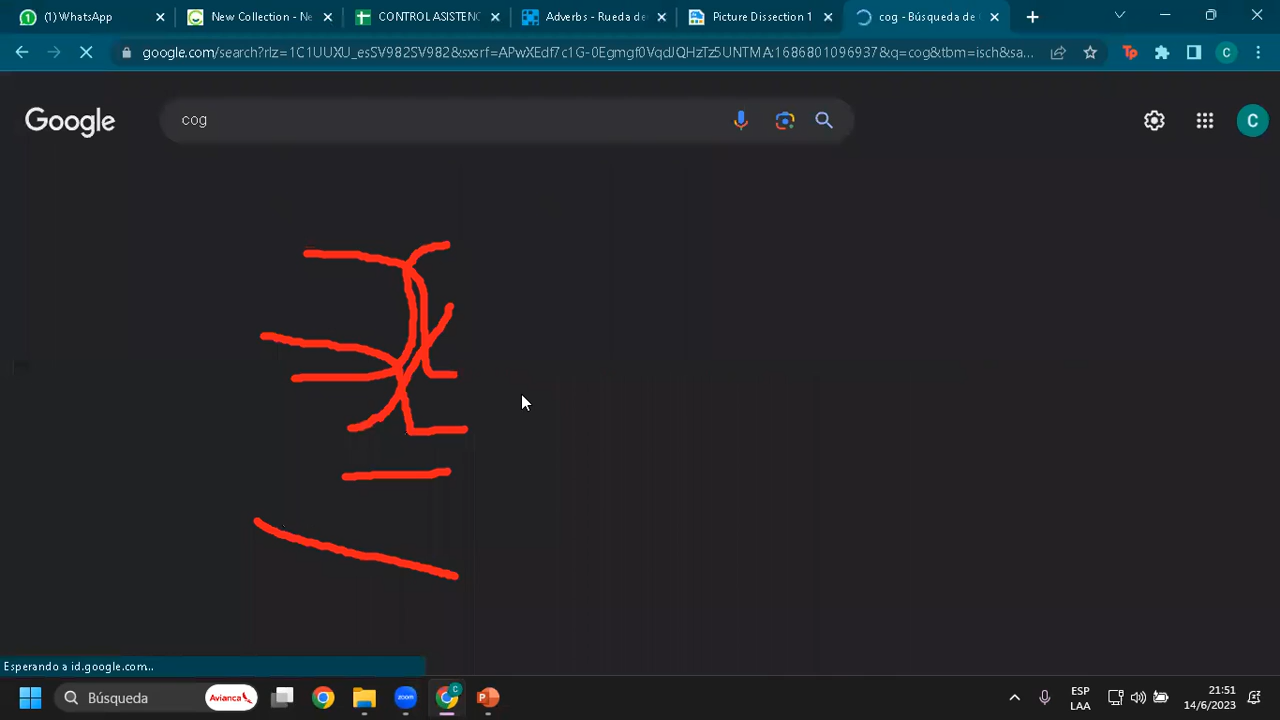 (1) WhatsApp
New Collection - Ne
CONTROL ASISTENC
Adverbs - Rueda de
Picture Dissection 1
cog - Búsqueda de
google.com/search?rlz=1C1UUXU_esSV982SV982&sxsrf=APwXEdf7c1G-0Egmgf0VqdJQHzTz5UNTMA:1686801096937&q=cog&tbm=isch&sa...
Tp
C
Google
cog
C
Esperando a id.google.com...
Búsqueda
Avianca
zoom
C
ESP
LAA
21:51
14/6/2023